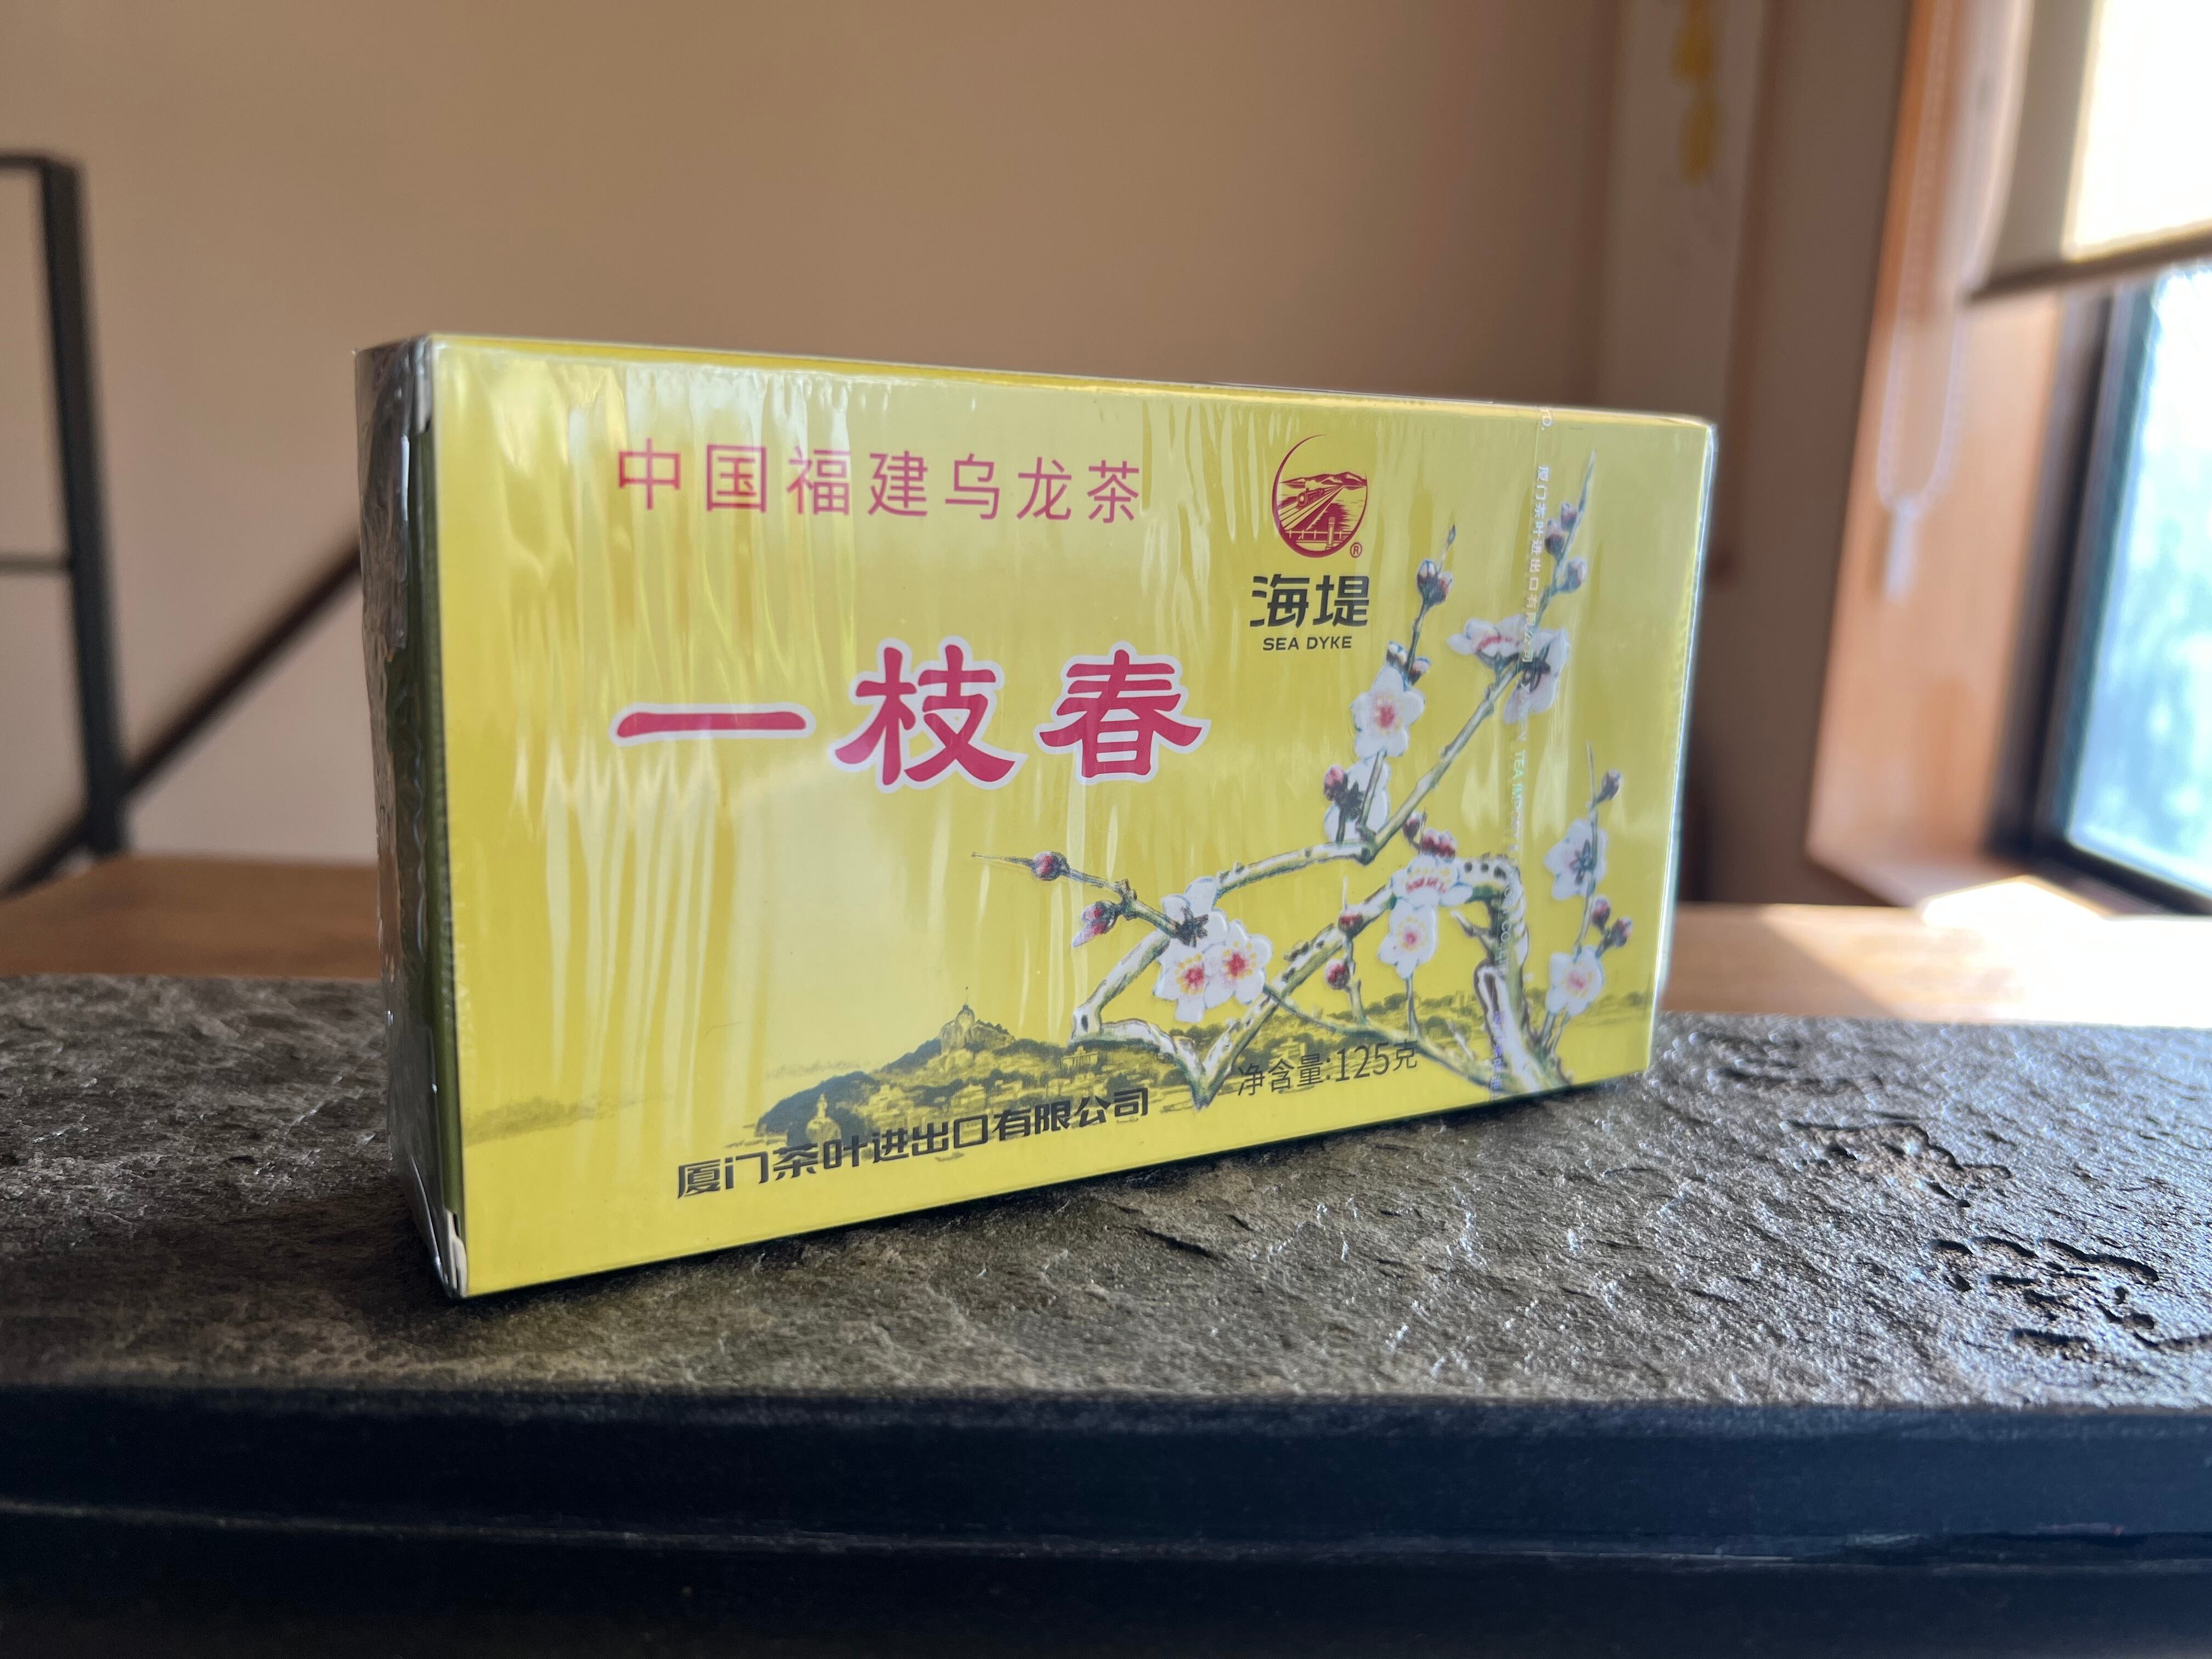 中国福建乌龙茶
®
海堤
SEA DYKE
一枝春
净含量:125克
厦门茶叶进出口有限公司